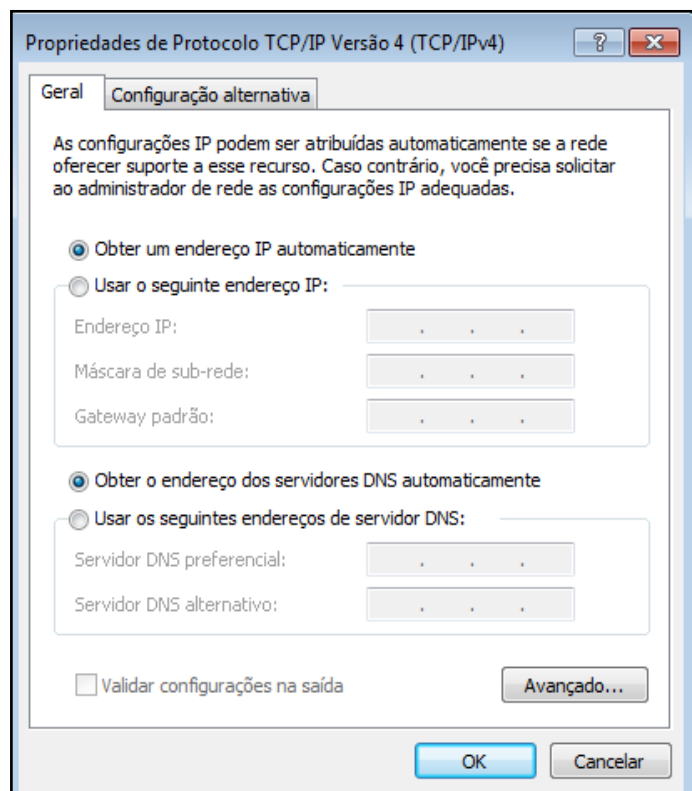 Propriedades de Protocolo TCP/IP Versão 4 (TCP/IPv4)
Geral
Configuração alternativa
As configurações IP podem ser atribuídas automaticamente se a rede
oferecer suporte a esse recurso. Caso contrário, você precisa solicitar
ao administrador de rede as configurações IP adequadas.
Obter um endereço IP automaticamente
Usar o seguinte endereço IP:
Endereço IP:
Máscara de sub-rede:
Gateway padrão:
Obter o endereço dos servidores DNS automaticamente
Usar os seguintes endereços de servidor DNS:
Servidor DNS preferencial:
Servidor DNS alternativo:
Validar configurações na saída
Avançado...
OK
Cancelar